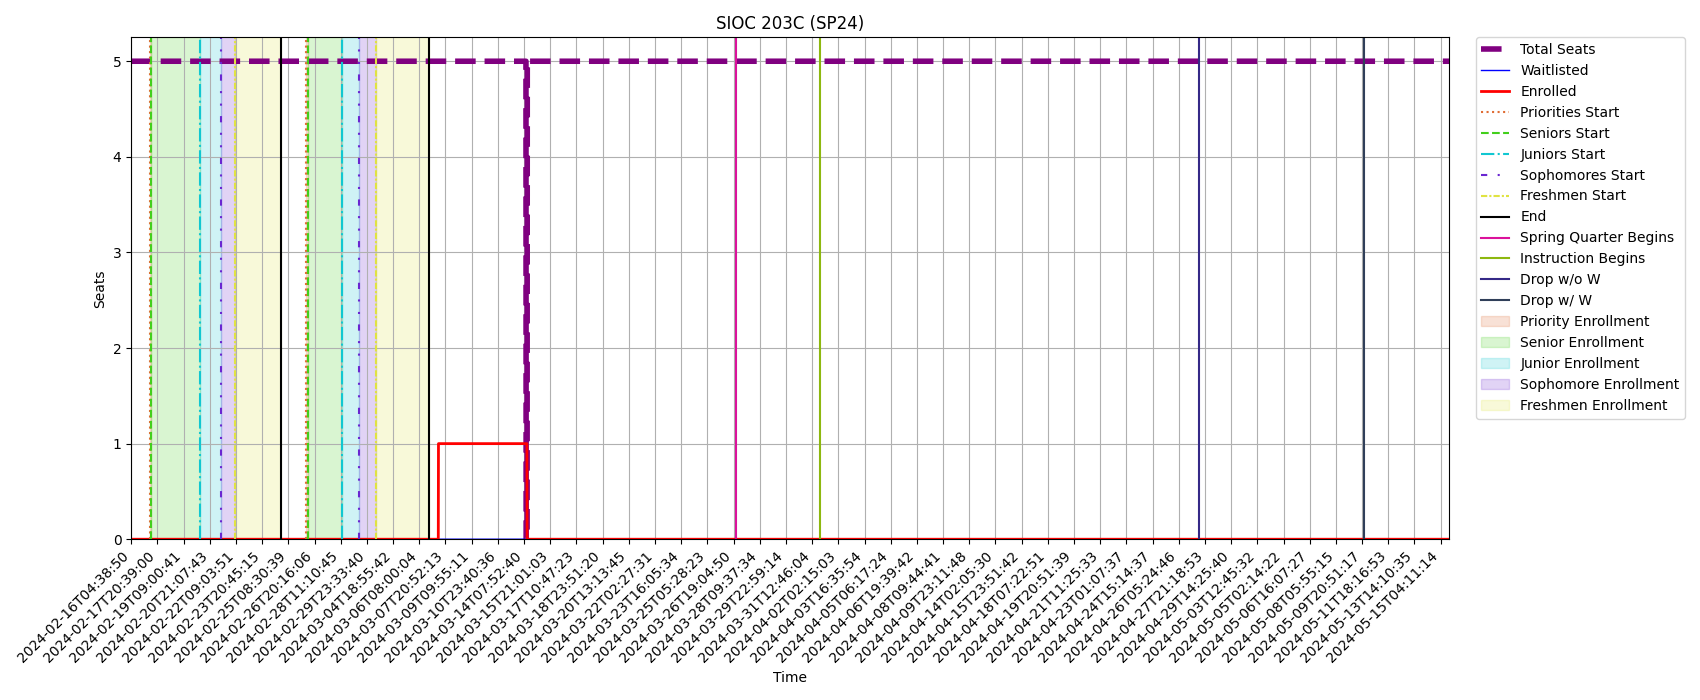 SIOC 203C (SP24)
Seats
5
4
3
2
1
0
2024-02-16T04:38:50
2024-02-17T20:39:00
2024-02-19T09:00:41
2024-02-20T21:07:43
2024-02-22T09:03:51
2024-02-23T20:45:15
2024-02-25T08:30:39
2024-02-26T20:16:06
2024-02-28T11:10:45
2024-02-29T23:33:40
2024-03-04T18:55:42
2024-03-06T08:00:04
2024-03-07T20:52:13
2024-03-09T09:55:11
2024-03-10T23:40:36
2024-03-14T07:52:40
2024-03-15T21:01:03
2024-03-17T10:47:23
2024-03-18T23:51:20
2024-03-20T13:13:45
2024-03-22T02:27:31
2024-03-23T16:05:34
2024-03-25T05:28:23
2024-03-26T19:04:50
2024-03-28T09:37:34
2024-03-29T22:59:14
2024-03-31T12:46:04
2024-04-02T02:15:03
2024-04-03T16:35:54
2024-04-05T06:17:24
2024-04-06T19:39:42
2024-04-08T09:44:41
2024-04-09T23:11:48
2024-04-14T02:05:30
2024-04-15T23:51:42
2024-04-18T07:22:51
2024-04-19T20:51:39
2024-04-21T11:25:33
2024-04-23T01:07:37
2024-04-24T15:14:37
2024-04-26T05:24:46
2024-04-27T21:18:53
2024-04-29T14:25:40
2024-05-03T12:45:32
2024-05-05T02:14:22
2024-05-06T16:07:27
2024-05-08T05:55:15
2024-05-09T20:51:17
2024-05-11T18:16:53
2024-05-13T14:10:35
2024-05-15T04:11:14
Time
Total Seats
Waitlisted
Enrolled
Priorities Start
Seniors Start
Juniors Start
Sophomores Start
Freshmen Start
End
Spring Quarter Begins
Instruction Begins
Drop w/o W
Drop w/ W
Priority Enrollment
Senior Enrollment
Junior Enrollment
Sophomore Enrollment
Freshmen Enrollment